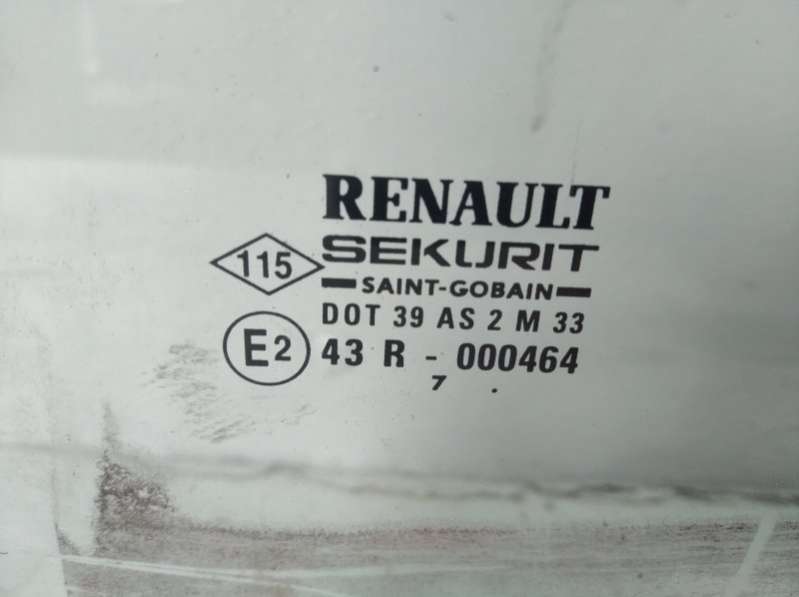 RENAULT
115 SEKURIT
SAINT-GOBAIN
DOT 39 AS 2 M 33
E2 43 R - 000464
7 .